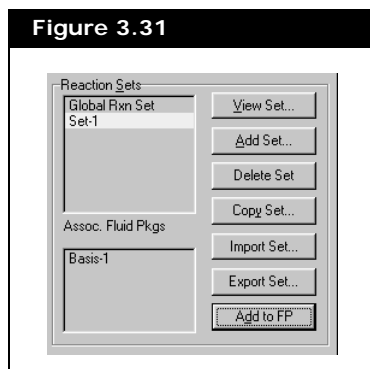 Figure 3.31
Reaction Sets
Global Rxn Set
Set-1
Assoc. Fluid Pkgs
Basis-1
View Set...
Add Set...
Delete Set
Copy Set...
Import Set...
Export Set...
Add to FP